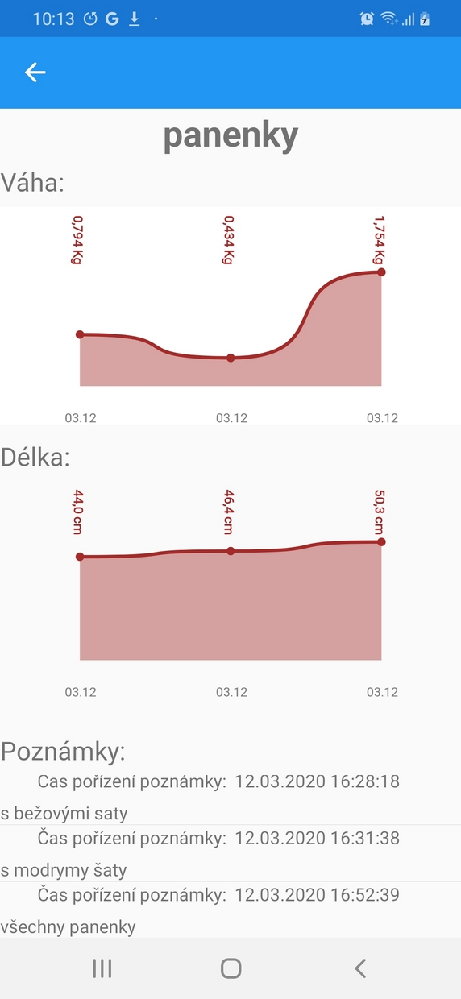 10:13
panenky
Váha:
0,794 Kg 0,434 Kg 1,754 Kg
03.12 03.12 03.12
Délka:
44,0 cm 46,4 cm 50,3 cm
03.12 03.12 03.12
Poznámky:
Čas pořízení poznámky: 12.03.2020 16:28:18
s bežovými saty
Čas pořízení poznámky: 12.03.2020 16:31:38
s modrymy šaty
Čas pořízení poznámky: 12.03.2020 16:52:39
všechny panenky